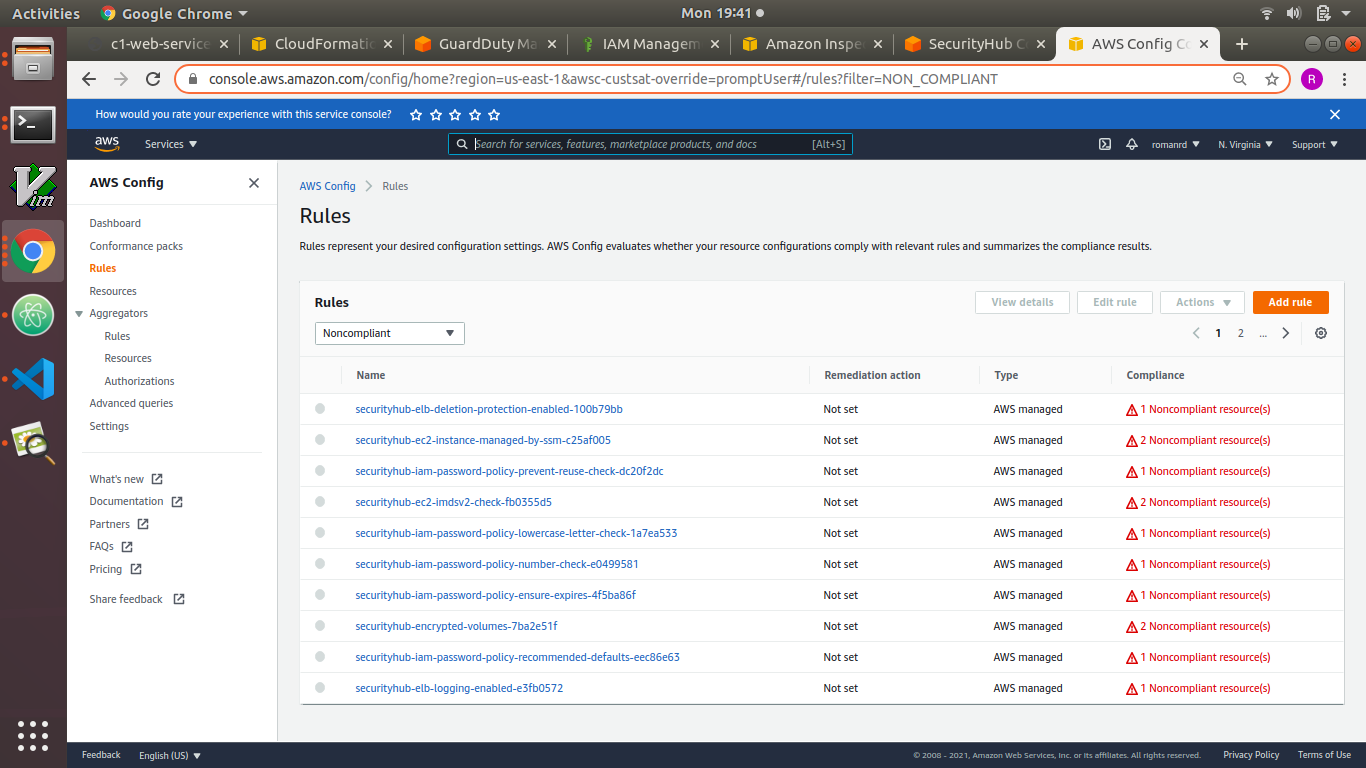 Activities Google Chrome Mon 19:41
c1-web-service CloudFormatic GuardDuty Ma IAM Managem Amazon Inspe SecurityHub C AWS Config Co
console.aws.amazon.com/config/home?region=us-east-1&awsc-custsat-override=promptUser#/rules?filter=NON_COMPLIANT R
How would you rate your experience with this service console?
aws Services Search for services, features, marketplace products, and docs [Alt+S] romanrd N. Virginia Support
AWS Config
Dashboard
Conformance packs
Rules
Resources
Aggregators
Rules
Resources
Authorizations
Advanced queries
Settings
What's new
Documentation
Partners
FAQs
Pricing
Share feedback
AWS Config Rules
Rules
Rules represent your desired configuration settings. AWS Config evaluates whether your resource configurations comply with relevant rules and summarizes the compliance results.
Rules View details Edit rule Actions Add rule
Noncompliant 1 2 ...
Name Remediation action Type Compliance
securityhub-elb-deletion-protection-enabled-100b79bb Not set AWS managed 1 Noncompliant resource(s)
securityhub-ec2-instance-managed-by-ssm-c25af005 Not set AWS managed 2 Noncompliant resource(s)
securityhub-iam-password-policy-prevent-reuse-check-dc20f2dc Not set AWS managed 1 Noncompliant resource(s)
securityhub-ec2-imdsv2-check-fb0355d5 Not set AWS managed 2 Noncompliant resource(s)
securityhub-iam-password-policy-lowercase-letter-check-1a7ea533 Not set AWS managed 1 Noncompliant resource(s)
securityhub-iam-password-policy-number-check-e0499581 Not set AWS managed 1 Noncompliant resource(s)
securityhub-iam-password-policy-ensure-expires-4f5ba86f Not set AWS managed 1 Noncompliant resource(s)
securityhub-encrypted-volumes-7ba2e51f Not set AWS managed 2 Noncompliant resource(s)
securityhub-iam-password-policy-recommended-defaults-eec86e63 Not set AWS managed 1 Noncompliant resource(s)
securityhub-elb-logging-enabled-e3fb0572 Not set AWS managed 1 Noncompliant resource(s)
Feedback English (US) © 2008 - 2021, Amazon Web Services, Inc. or its affiliates. All rights reserved. Privacy Policy Terms of Use
Vim